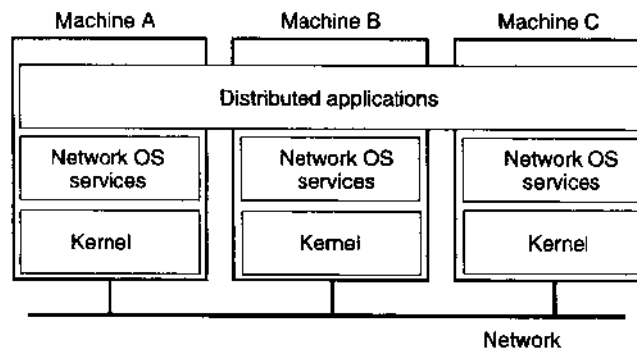 Machine A
Machine B
Machine C
Distributed applications
Network OS
services
Network OS
services
Network OS
services
Kernel
Kernel
Kernel
Network